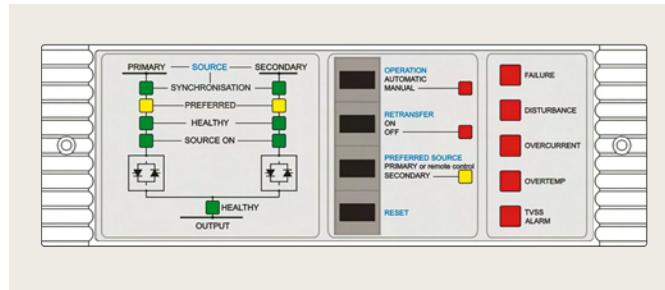 PRIMARY SOURCE SECONDARY
SYNCHRONISATION
PREFERRED
HEALTHY
SOURCE ON
HEALTHY
OUTPUT
OPERATION
AUTOMATIC
MANUAL
RETRANSFER
ON
OFF
PREFERRED SOURCE
PRIMARY or remote control
SECONDARY
RESET
FAILURE
DISTURBANCE
OVERCURRENT
OVERTEMP
TVSS
ALARM